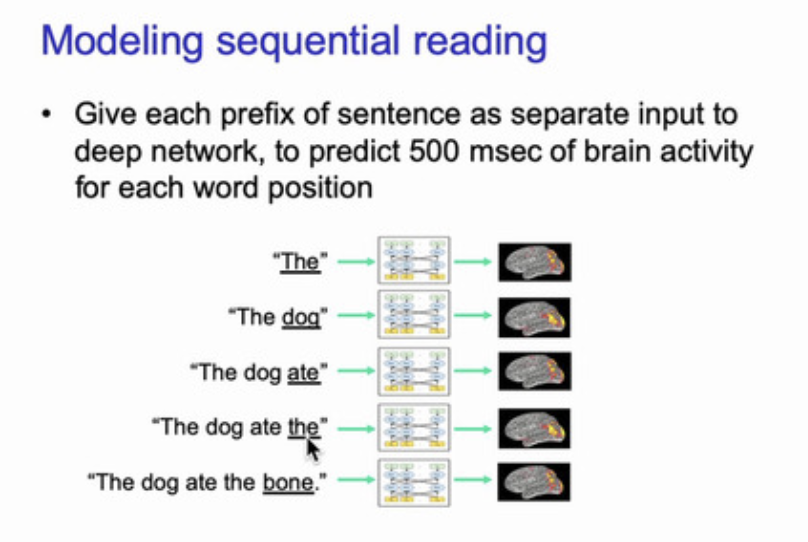 Modeling sequential reading
• Give each prefix of sentence as separate input to
deep network, to predict 500 msec of brain activity
for each word position
“The”
“The dog”
“The dog ate”
“The dog ate the”
“The dog ate the bone.”